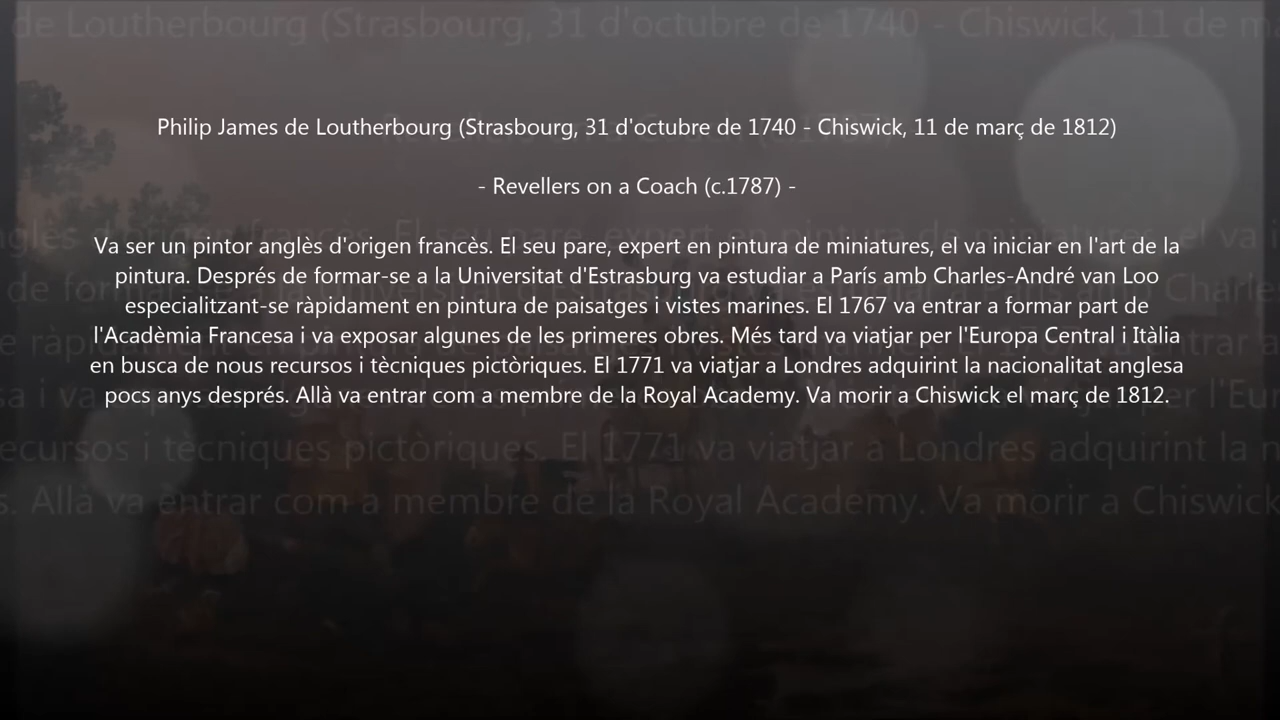 Philip James de Loutherbourg (Strasbourg, 31 d'octubre de 1740 - Chiswick, 11 de març de 1812)
- Revellers on a Coach (c.1787) -
Va ser un pintor anglès d'origen francès. El seu pare, expert en pintura de miniatures, el va iniciar en l'art de la
pintura. Després de formar-se a la Universitat d'Estrasburg va estudiar a París amb Charles-André van Loo
especialitzant-se ràpidament en pintura de paisatges i vistes marines. El 1767 va entrar a formar part de
l'Acadèmia Francesa i va exposar algunes de les primeres obres. Més tard va viatjar per l'Europa Central i Itàlia
en busca de nous recursos i tècniques pictòriques. El 1771 va viatjar a Londres adquirint la nacionalitat anglesa
pocs anys després. Allà va entrar com a membre de la Royal Academy. Va morir a Chiswick el març de 1812.